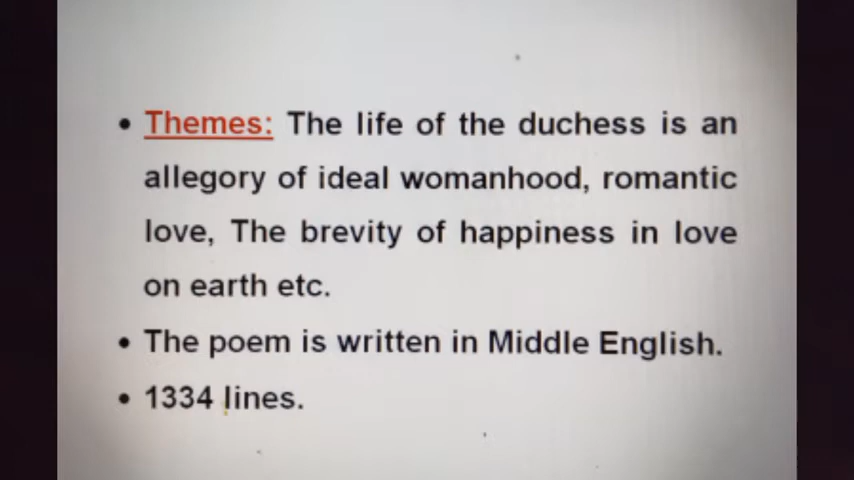 • Themes: The life of the duchess is an
allegory of ideal womanhood, romantic
love, The brevity of happiness in love
on earth etc.
• The poem is written in Middle English.
• 1334 lines.